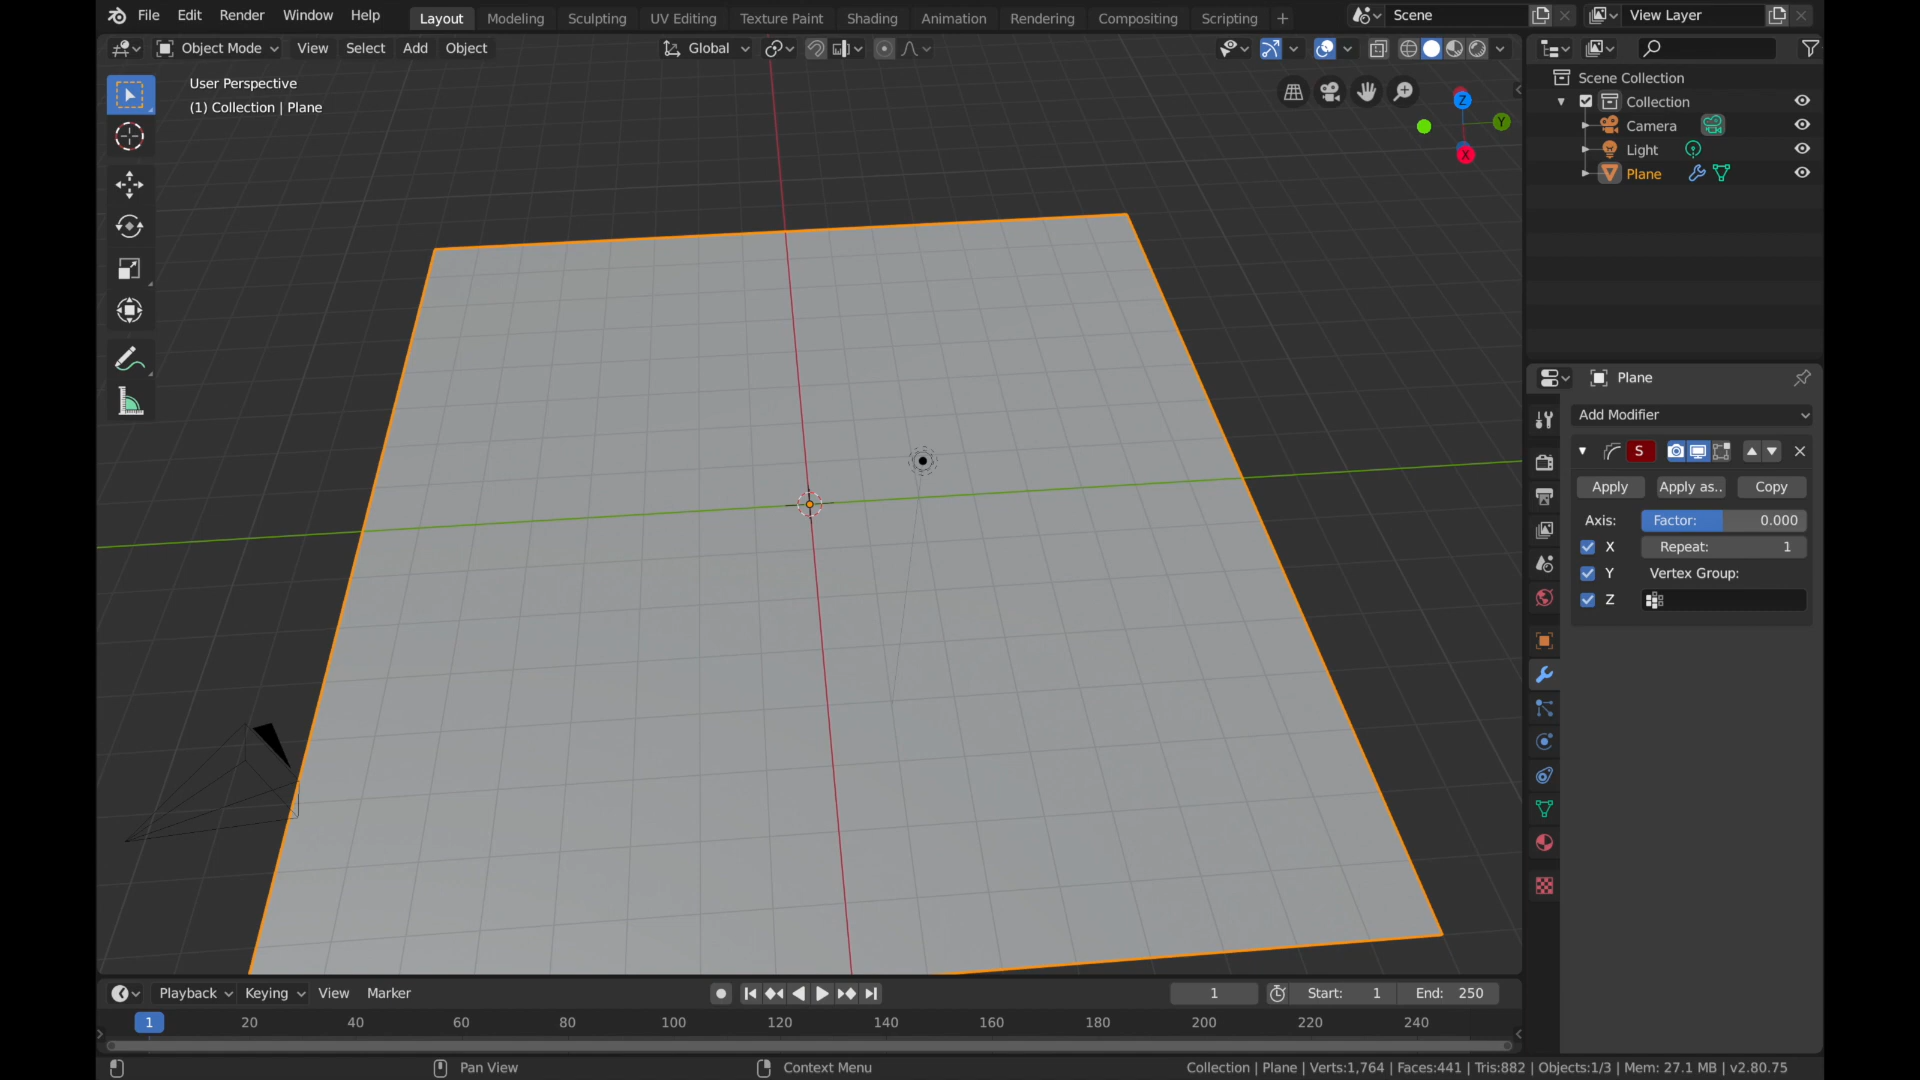 File Edit Render Window Help Layout Modeling Sculpting UV Editing Texture Paint Shading Animation Rendering Compositing Scripting + Scene View Layer
Object Mode View Select Add Object Global
User Perspective
(1) Collection | Plane
Z
Y
X
Scene Collection
Collection
Camera
Light
Plane
Plane
Add Modifier
S
Apply Apply as.. Copy
Axis: Factor: 0.000
X Repeat: 1
Y Vertex Group:
Z
Playback Keying View Marker 1 Start: 1 End: 250
1 20 40 60 80 100 120 140 160 180 200 220 240
Pan View Context Menu Collection | Plane | Verts:1,764 | Faces:441 | Tris:882 | Objects:1/3 | Mem: 27.1 MB | v2.80.75